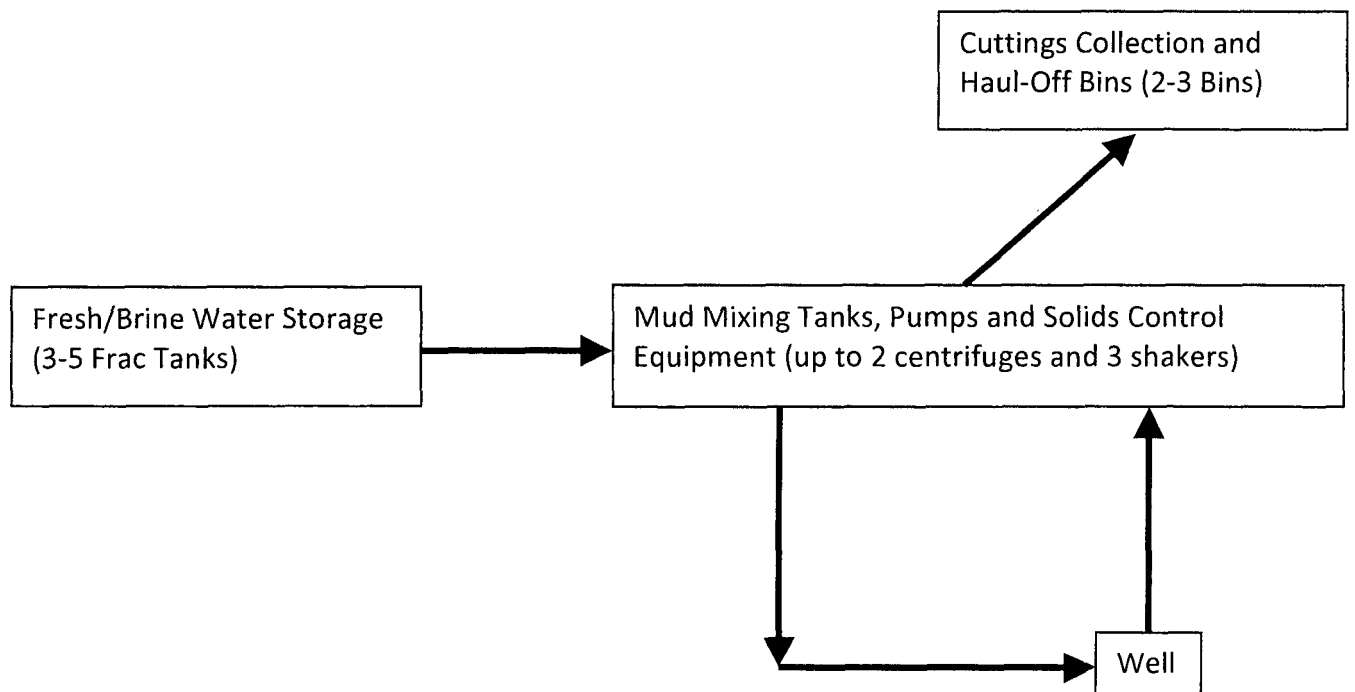 Cuttings Collection and
Haul-Off Bins (2-3 Bins)
Fresh/Brine Water Storage
(3-5 Frac Tanks)
Mud Mixing Tanks, Pumps and Solids Control
Equipment (up to 2 centrifuges and 3 shakers)
Well